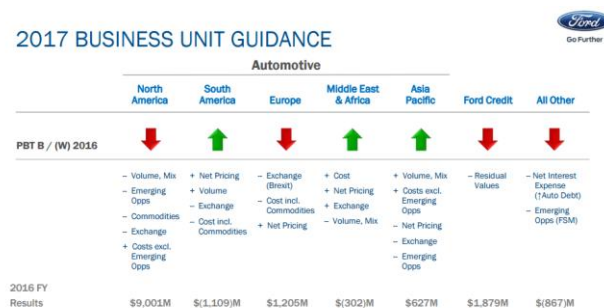 Ford
Go Further
2017 BUSINESS UNIT GUIDANCE
Automotive
North America
South America
Europe
Middle East & Africa
Asia Pacific
Ford Credit
All Other
PBT B / (W) 2016
– Volume, Mix
– Emerging Opps
– Commodities
– Exchange
+ Costs excl. Emerging Opps
+ Net Pricing
+ Volume
– Exchange
– Cost incl. Commodities
– Exchange (Brexit)
– Cost incl. Commodities
+ Net Pricing
+ Cost
+ Net Pricing
+ Exchange
– Volume, Mix
+ Volume, Mix
+ Costs excl. Emerging Opps
– Net Pricing
– Exchange
– Emerging Opps
– Residual Values
– Net Interest Expense (↑Auto Debt)
– Emerging Opps (FSM)
2016 FY
Results $9,001M $(1,109)M $1,205M $(302)M $627M $1,879M $(867)M